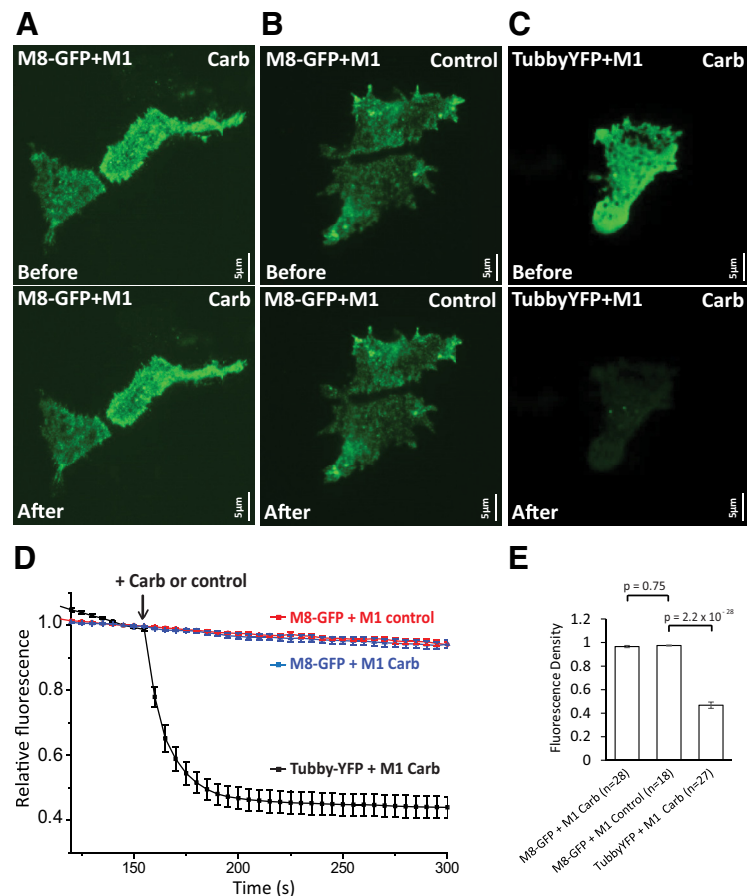 A
M8-GFP+M1 Carb
Before
5µm
M8-GFP+M1 Carb
After
5µm
B
M8-GFP+M1 Control
Before
5µm
M8-GFP+M1 Control
After
5µm
C
TubbyYFP+M1 Carb
Before
5µm
TubbyYFP+M1 Carb
After
5µm
D
+ Carb or control
M8-GFP + M1 control
M8-GFP + M1 Carb
Tubby-YFP + M1 Carb
Relative fluorescence
1.0
0.8
0.6
0.4
150 200 250 300
Time (s)
E
p = 0.75
p = 2.2 x 10⁻²⁸
Fluorescence Density
1.2
1
0.8
0.6
0.4
0.2
0
M8-GFP + M1 Carb (n=28)
M8-GFP + M1 Control (n=18)
TubbyYFP + M1 Carb (n=27)